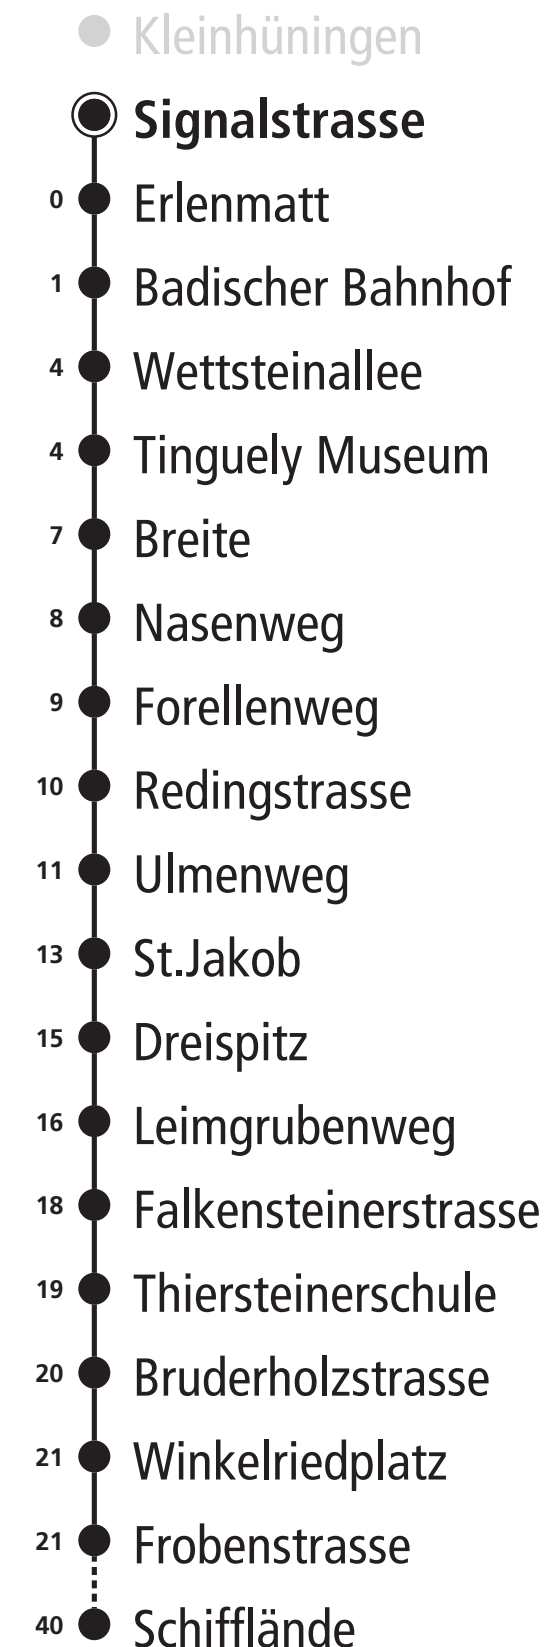 Kleinhüningen
Signalstrasse
0 Erlenmatt
1 Badischer Bahnhof
4 Wettsteinallee
4 Tinguely Museum
7 Breite
8 Nasenweg
9 Forellenweg
10 Redingstrasse
11 Ulmenweg
13 St.Jakob
15 Dreispitz
16 Leimgrubenweg
18 Falkensteinerstrasse
19 Thiersteinerschule
20 Bruderholzstrasse
21 Winkelriedplatz
21 Frobenstrasse
40 Schifflände